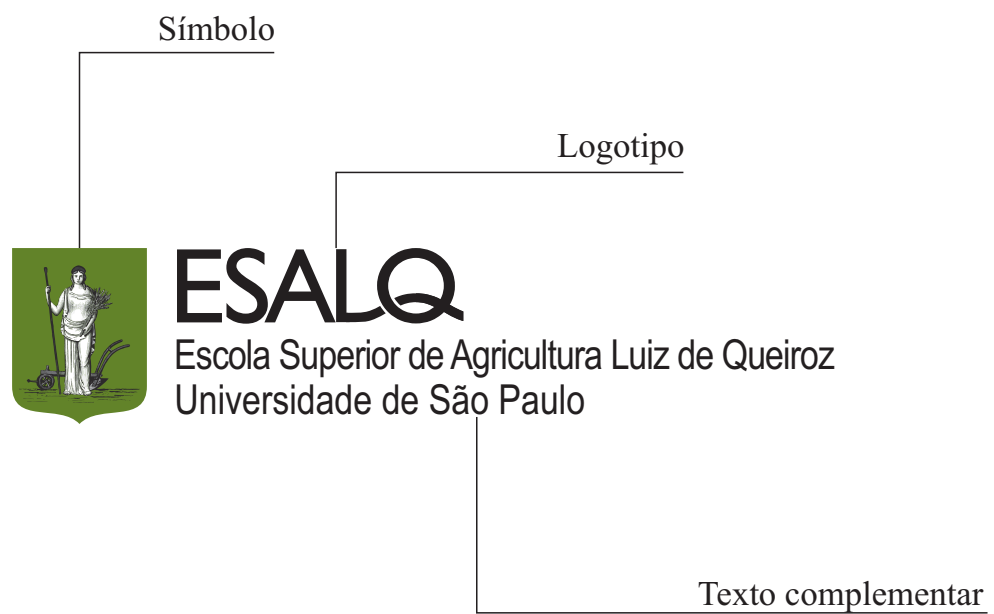 Símbolo
Logotipo
ESALQ
Escola Superior de Agricultura Luiz de Queiroz
Universidade de São Paulo
Texto complementar